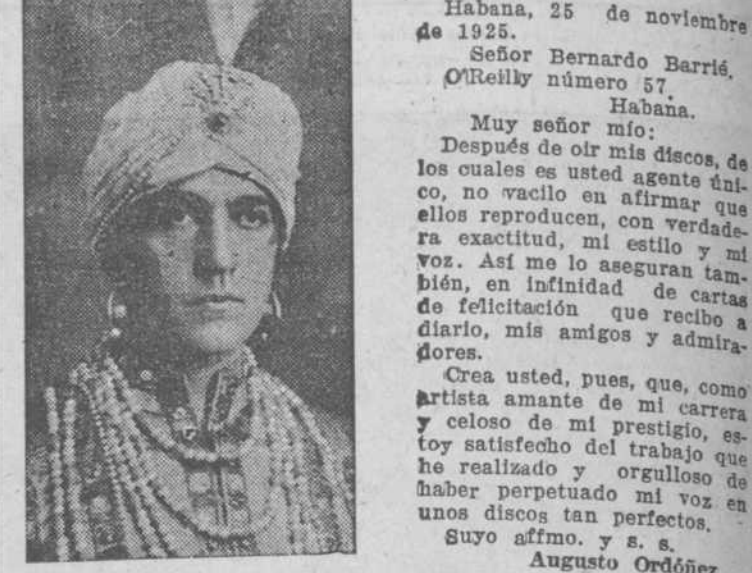 Habana, 25 de noviembre
de 1925.
Señor Bernardo Barrié.
O'Reilly número 57.
Habana.
Muy señor mío:
Después de oir mis discos, de
los cuales es usted agente úni-
co, no vacilo en afirmar que
ellos reproducen, con verdade-
ra exactitud, mi estilo y mi
voz. Así me lo aseguran tam-
bién, en infinidad de cartas
de felicitación que recibo a
diario, mis amigos y admira-
dores.
Crea usted, pues, que, como
artista amante de mi carrera
y celoso de mi prestigio, es-
toy satisfecho del trabajo que
he realizado y orgulloso de
haber perpetuado mi voz en
unos discos tan perfectos.
Suyo affmo. y s. s.
Augusto Ordóñez